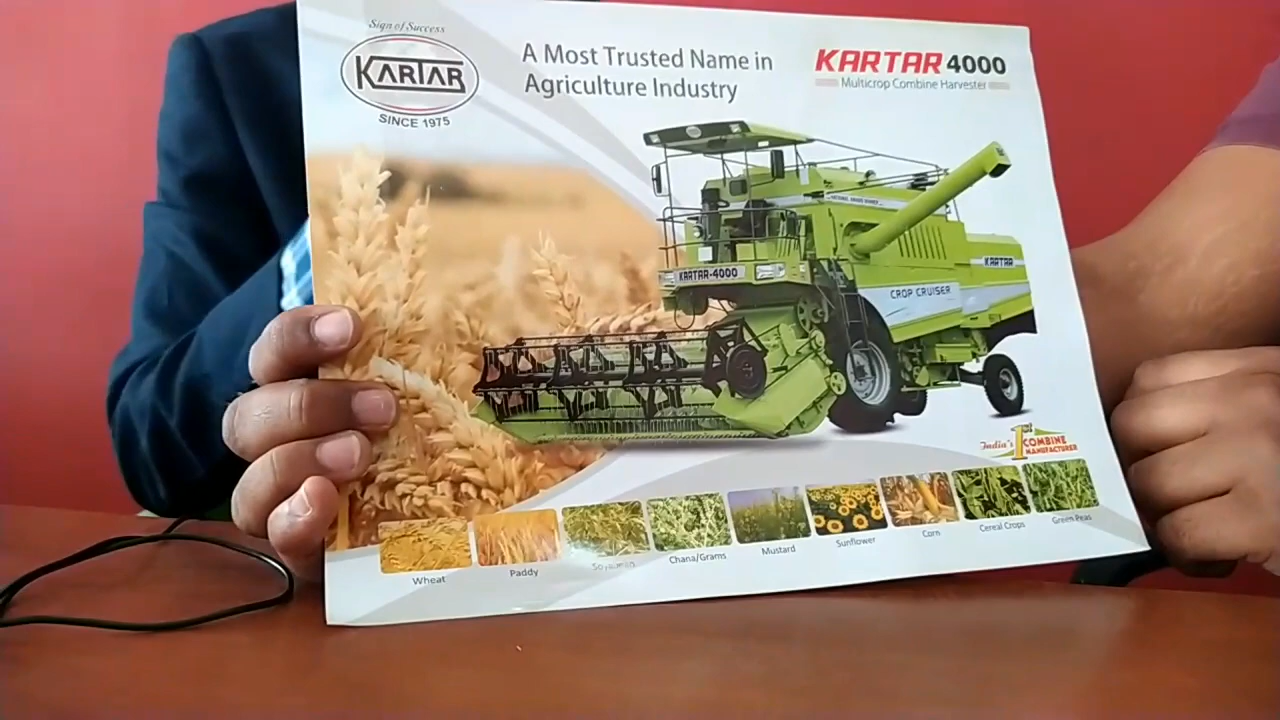 Sign of Success
KARTAR
SINCE 1975
A Most Trusted Name in
Agriculture Industry
KARTAR 4000
Multicrop Combine Harvester
KARTAR-4000
CROP CRUISER
KARTAR
India's 1st COMBINE
MANUFACTURER
Wheat
Paddy
Chana/Grams
Mustard
Sunflower
Corn
Cereal Crops
Green Peas